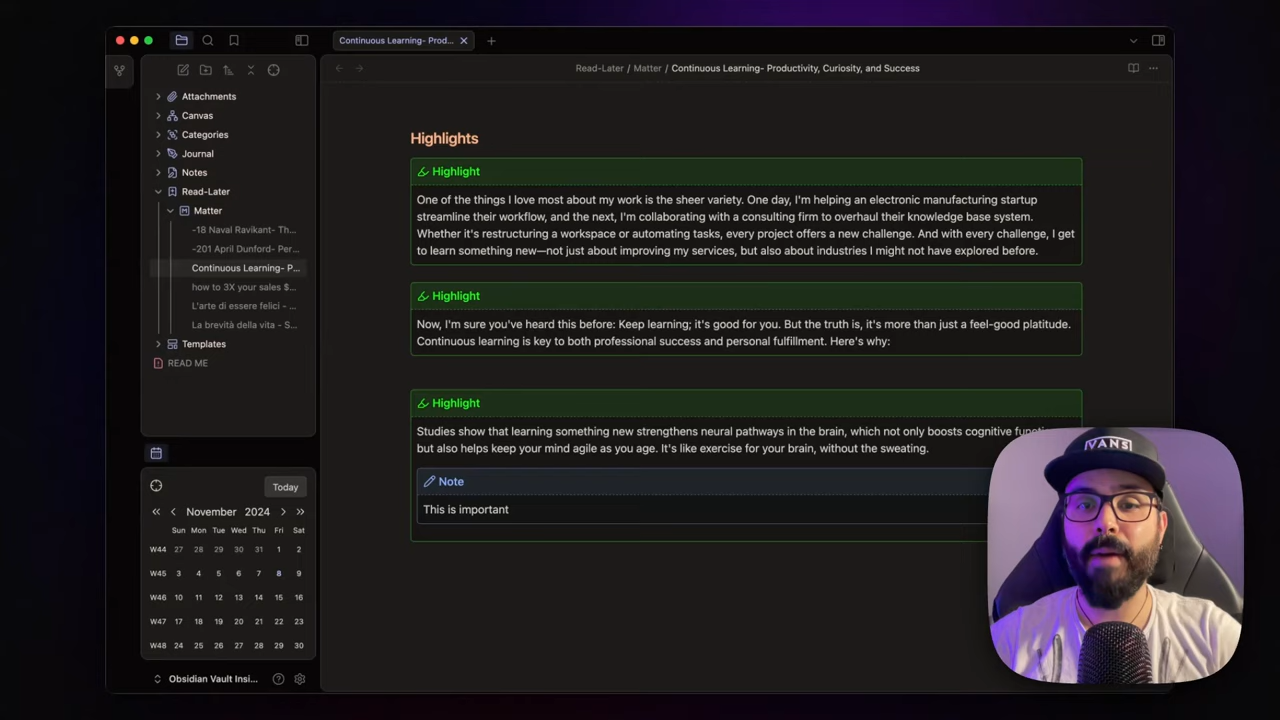 Continuous Learning- Prod...
Read-Later / Matter / Continuous Learning- Productivity, Curiosity, and Success
Attachments
Canvas
Categories
Journal
Notes
Read-Later
Matter
-18 Naval Ravikant- Th...
-201 April Dunford- Per...
Continuous Learning- P...
how to 3X your sales $...
L'arte di essere felici - ...
La brevità della vita - S...
Templates
READ ME
Today
November 2024
Sun Mon Tue Wed Thu Fri Sat
W44 27 28 29 30 31 1 2
W45 3 4 5 6 7 8 9
W46 10 11 12 13 14 15 16
W47 17 18 19 20 21 22 23
W48 24 25 26 27 28 29 30
Obsidian Vault Insi...
Highlights
Highlight
One of the things I love most about my work is the sheer variety. One day, I'm helping an electronic manufacturing startup
streamline their workflow, and the next, I'm collaborating with a consulting firm to overhaul their knowledge base system.
Whether it's restructuring a workspace or automating tasks, every project offers a new challenge. And with every challenge, I get
to learn something new—not just about improving my services, but also about industries I might not have explored before.
Highlight
Now, I'm sure you've heard this before: Keep learning; it's good for you. But the truth is, it's more than just a feel-good platitude.
Continuous learning is key to both professional success and personal fulfillment. Here's why:
Highlight
Studies show that learning something new strengthens neural pathways in the brain, which not only boosts cognitive
but also helps keep your mind agile as you age. It's like exercise for your brain, without the sweating.
Note
This is important
VANS